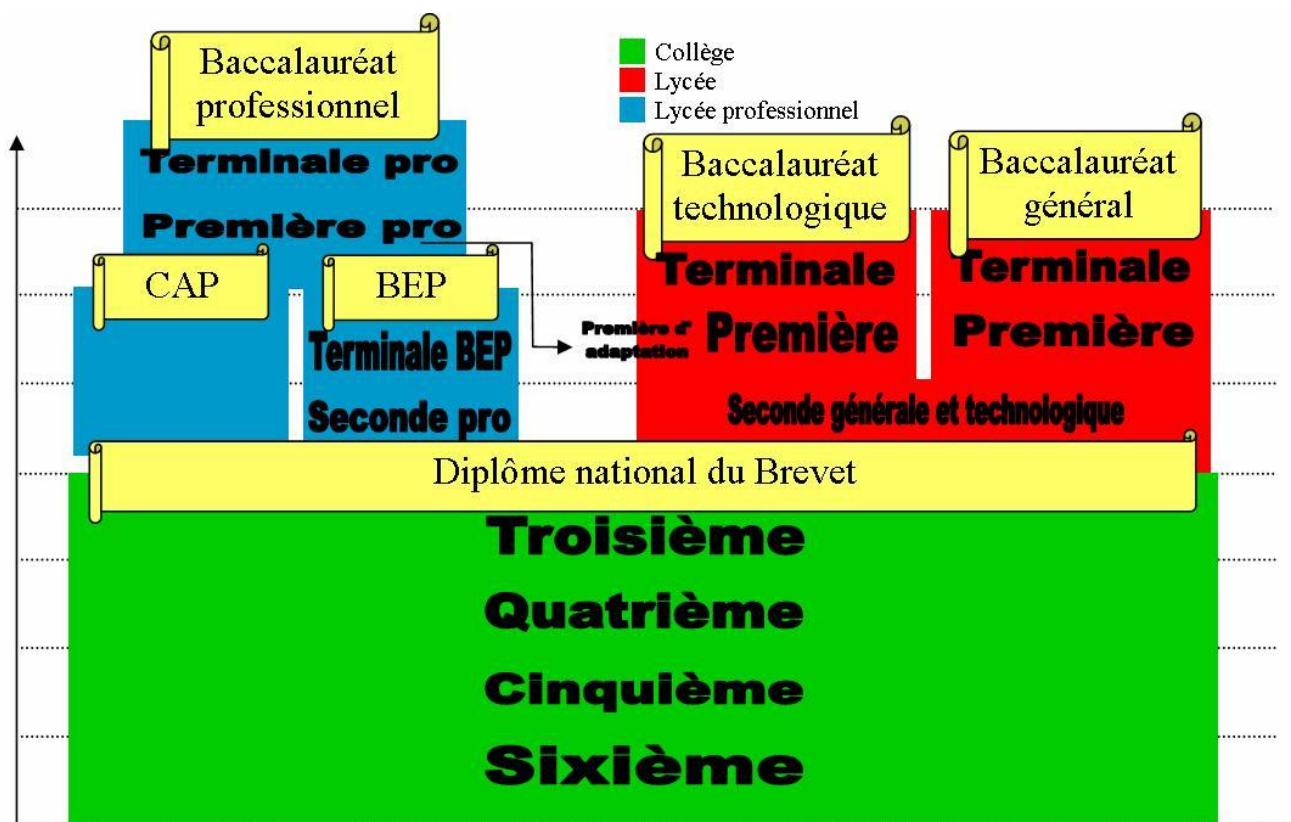 Baccalauréat
professionnel
Collège
Lycée
Lycée professionnel
Terminale pro
Première pro
Baccalauréat
technologique
Baccalauréat
général
CAP
BEP
Terminale
Terminale
Terminale BEP
Première d'
adaptation
Première
Première
Seconde pro
Seconde générale et technologique
Diplôme national du Brevet
Troisième
Quatrième
Cinquième
Sixième